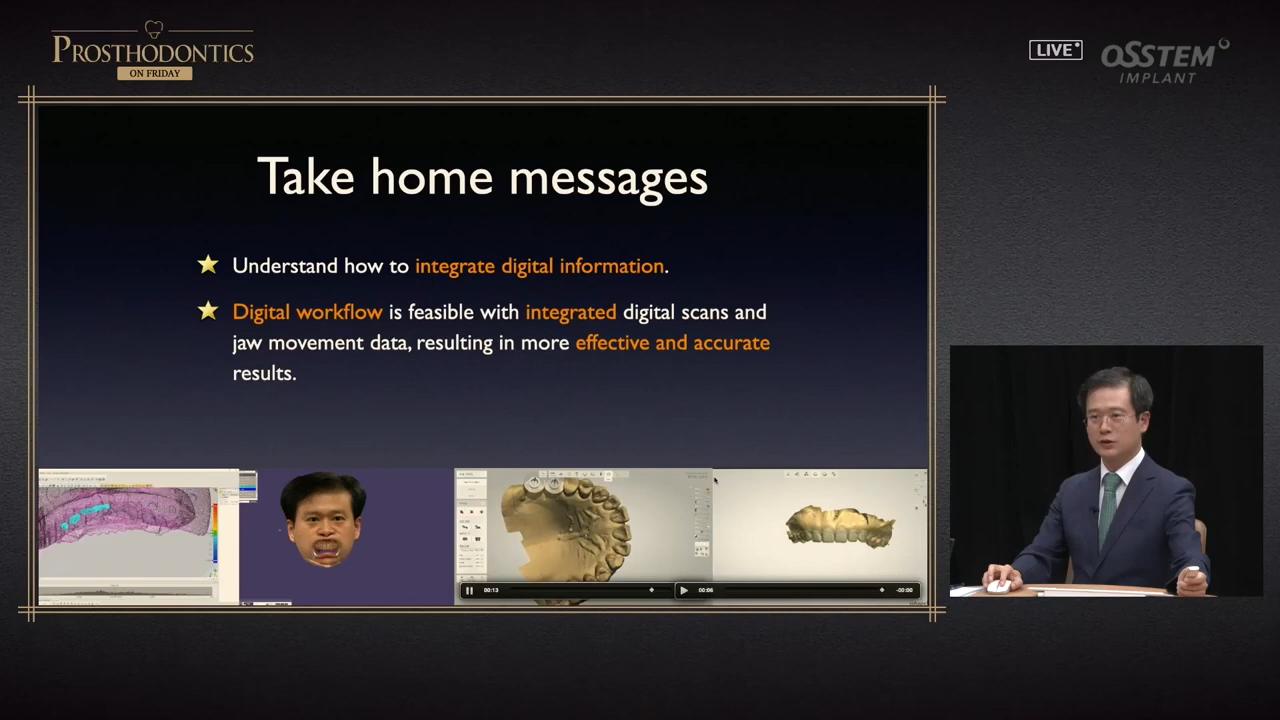 PROSTHODONTICS
ON FRIDAY
LIVE
OSSTEM
IMPLANT
Take home messages
Understand how to integrate digital information.
Digital workflow is feasible with integrated digital scans and
jaw movement data, resulting in more effective and accurate
results.
00:13
00:06
-00:00